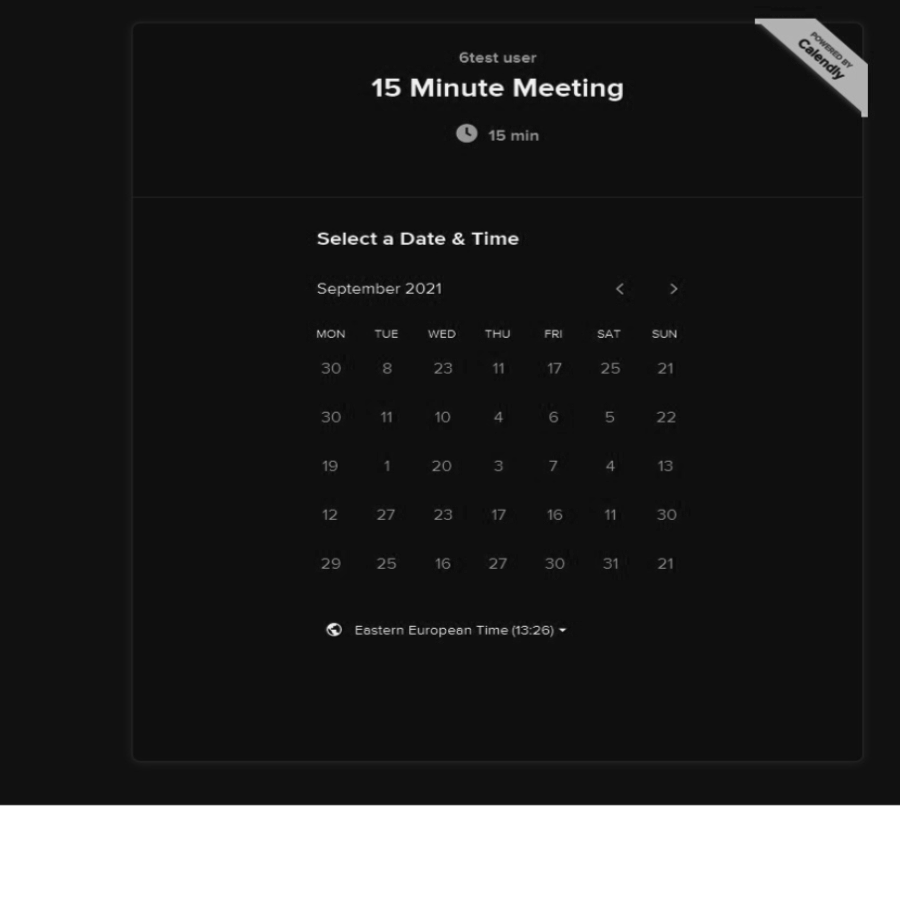 POWERED BY
Calendly
6test user
15 Minute Meeting
15 min
Select a Date & Time
September 2021
MON TUE WED THU FRI SAT SUN
30 8 23 11 17 25 21
30 11 10 4 6 5 22
19 1 20 3 7 4 13
12 27 23 17 16 11 30
29 25 16 27 30 31 21
Eastern European Time (13:26)